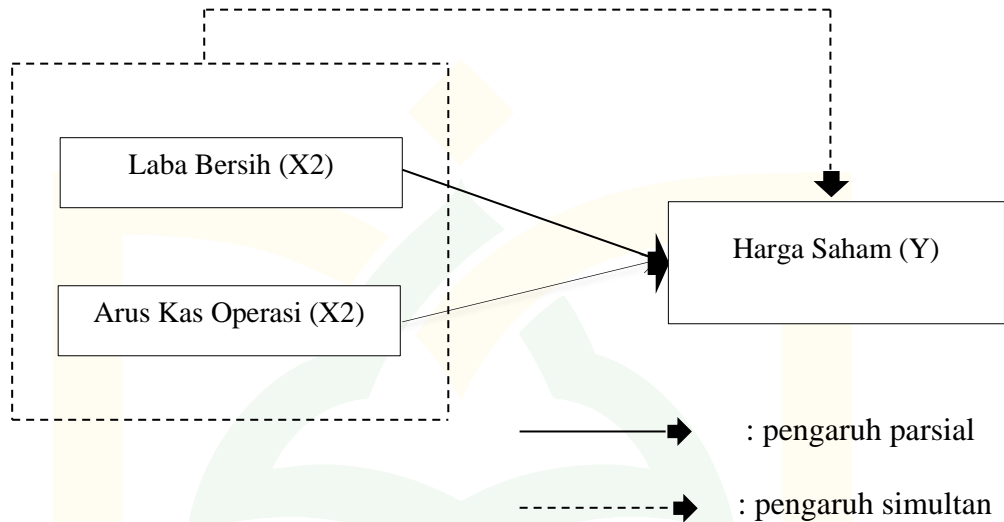 Laba Bersih (X2)
Harga Saham (Y)
Arus Kas Operasi (X2)
: pengaruh parsial
: pengaruh simultan